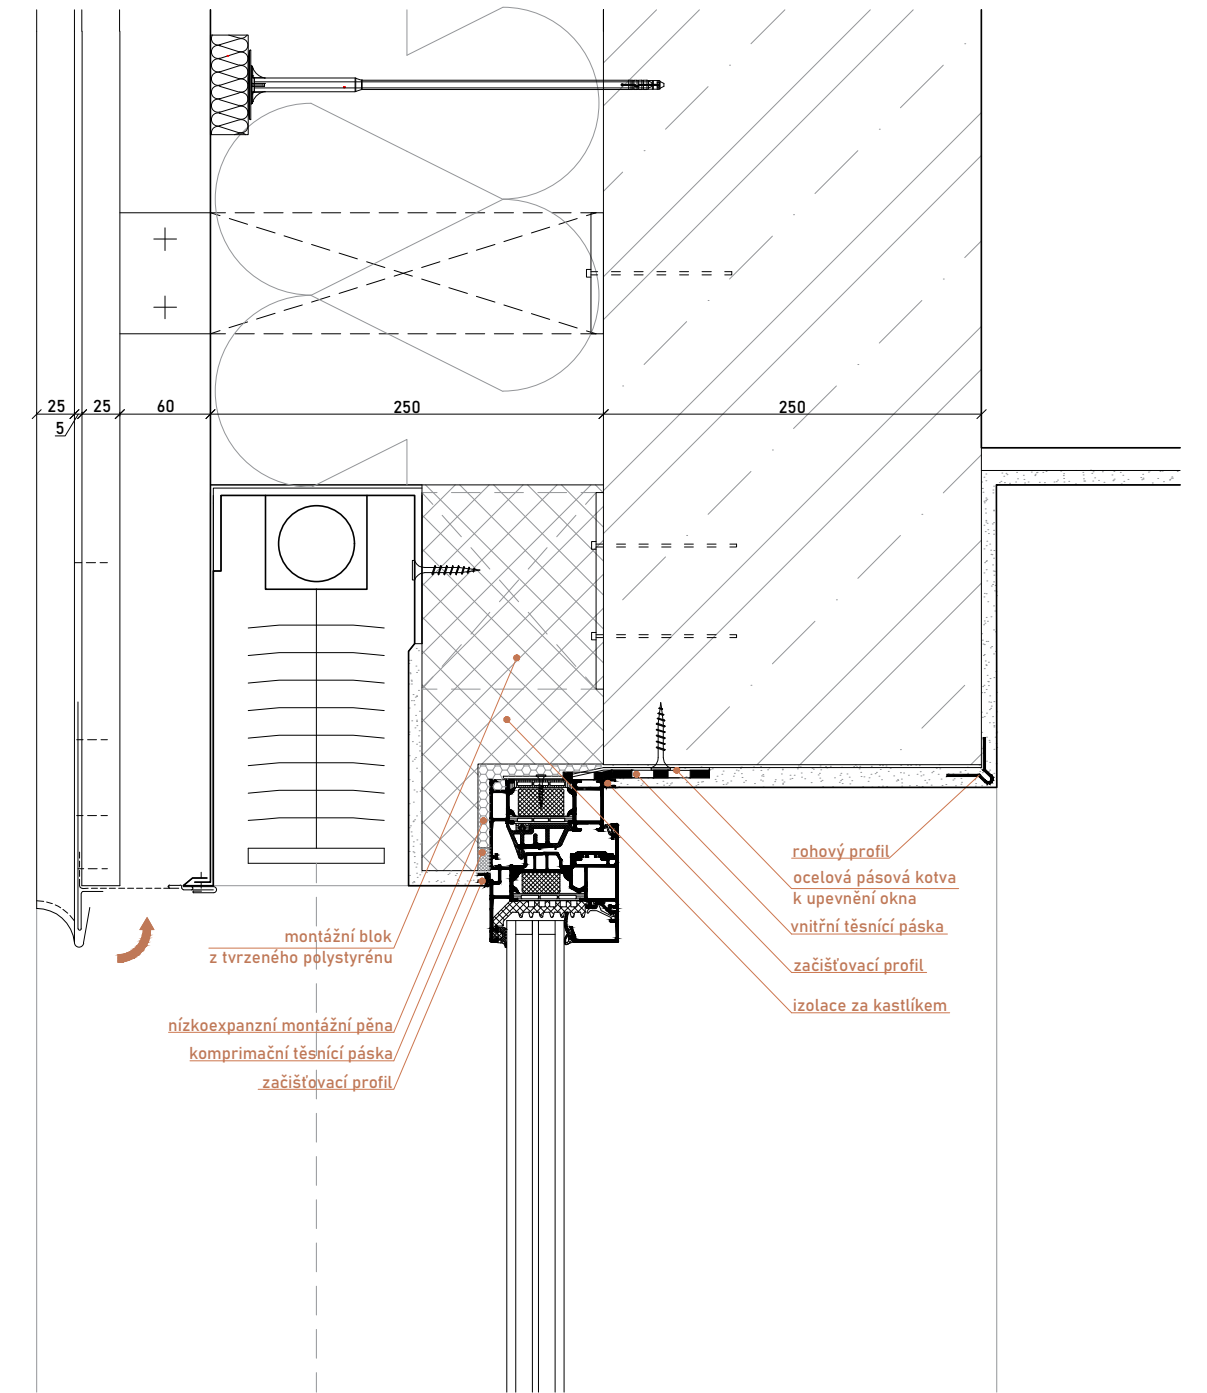 25
25
60
250
250
5
rohový profil
ocelová pásová kotva
k upevnění okna
vnitřní těsnící páska
začišťovací profil
izolace za kastlíkem
montážní blok
z tvrzeného polystyrénu
nízkoexpanzní montážní pěna
komprimační těsnící páska
začišťovací profil